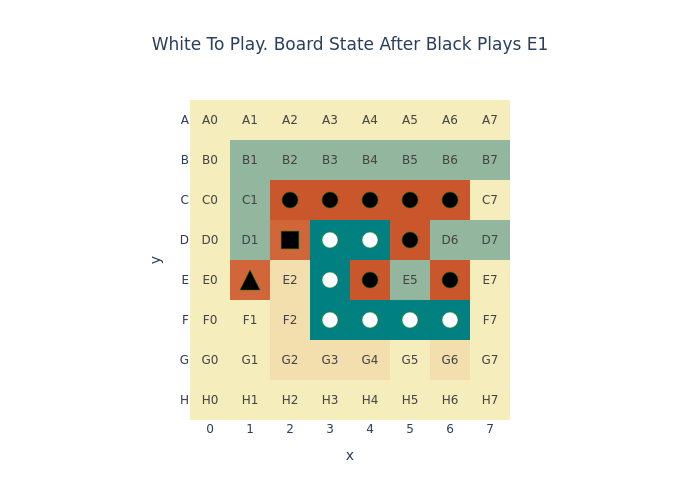 White To Play. Board State After Black Plays E1
A A0 A1 A2 A3 A4 A5 A6 A7
B B0 B1 B2 B3 B4 B5 B6 B7
C C0 C1 C7
D D0 D1 D6 D7
E E0 E2 E5 E7
F F0 F1 F2 F7
G G0 G1 G2 G3 G4 G5 G6 G7
H H0 H1 H2 H3 H4 H5 H6 H7
0 1 2 3 4 5 6 7
x
y